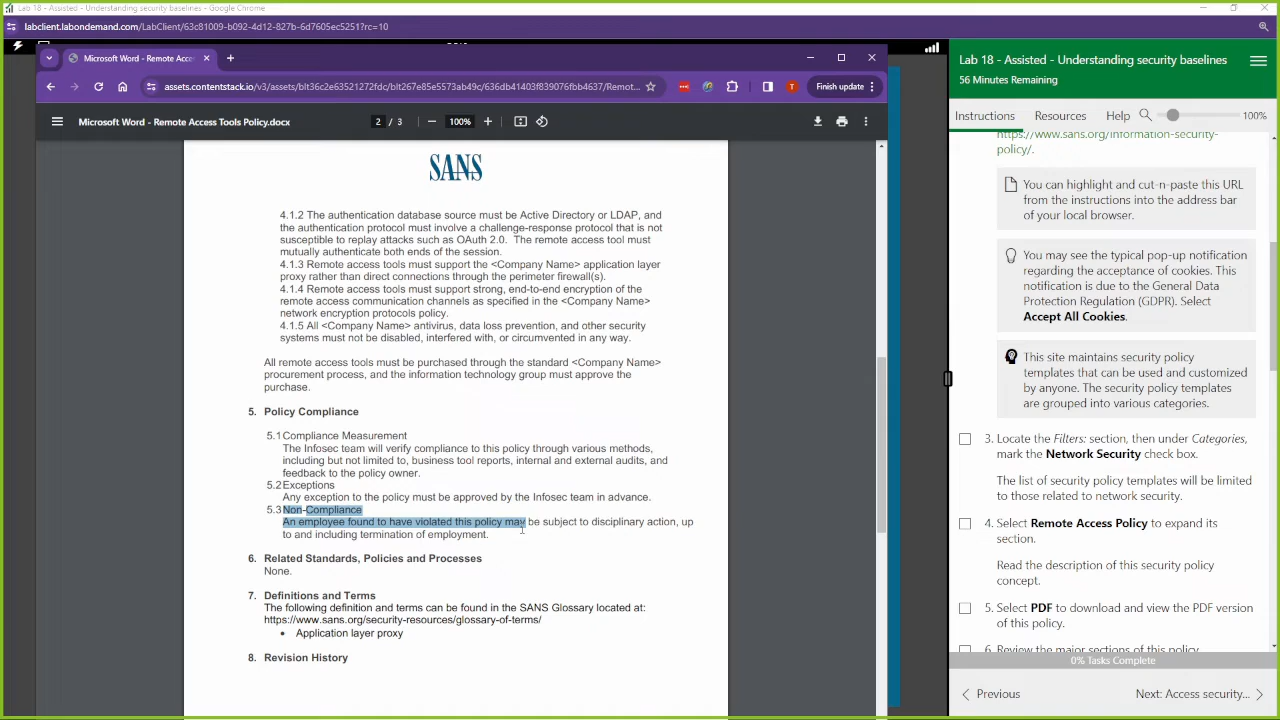 Lab 18 - Assisted - Understanding security baselines - Google Chrome
labclient.labondemand.com/LabClient/63c81009-b092-4d12-827b-6d7605ec5251?rc=10
Microsoft Word - Remote Acce
Finish update
assets.contentstack.io/v3/assets/blt36c2e63521272fdc/blt267e85e5573ab49c/636db41403f839076fbb4637/Remot...
T
Microsoft Word - Remote Access Tools Policy.docx
2 / 3
100%
SANS
4.1.2 The authentication database source must be Active Directory or LDAP, and
the authentication protocol must involve a challenge-response protocol that is not
susceptible to replay attacks such as OAuth 2.0. The remote access tool must
mutually authenticate both ends of the session.
4.1.3 Remote access tools must support the <Company Name> application layer
proxy rather than direct connections through the perimeter firewall(s).
4.1.4 Remote access tools must support strong, end-to-end encryption of the
remote access communication channels as specified in the <Company Name>
network encryption protocols policy.
4.1.5 All <Company Name> antivirus, data loss prevention, and other security
systems must not be disabled, interfered with, or circumvented in any way.
All remote access tools must be purchased through the standard <Company Name>
procurement process, and the information technology group must approve the
purchase.
5. Policy Compliance
5.1 Compliance Measurement
The Infosec team will verify compliance to this policy through various methods,
including but not limited to, business tool reports, internal and external audits, and
feedback to the policy owner.
5.2 Exceptions
Any exception to the policy must be approved by the Infosec team in advance.
5.3 Non-Compliance
An employee found to have violated this policy may be subject to disciplinary action, up
to and including termination of employment.
6. Related Standards, Policies and Processes
None.
7. Definitions and Terms
The following definition and terms can be found in the SANS Glossary located at:
https://www.sans.org/security-resources/glossary-of-terms/
• Application layer proxy
8. Revision History
Lab 18 - Assisted - Understanding security baselines
56 Minutes Remaining
Instructions Resources Help 100%
https://www.sans.org/information-security-
policy/.
You can highlight and cut-n-paste this URL
from the instructions into the address bar
of your local browser.
You may see the typical pop-up notification
regarding the acceptance of cookies. This
notification is due to the General Data
Protection Regulation (GDPR). Select
Accept All Cookies.
This site maintains security policy
templates that can be used and customized
by anyone. The security policy templates
are grouped into various categories.
3. Locate the Filters: section, then under Categories,
mark the Network Security check box.
The list of security policy templates will be limited
to those related to network security.
4. Select Remote Access Policy to expand its
section.
Read the description of this security policy
concept.
5. Select PDF to download and view the PDF version
of this policy.
6. Review the major sections of this policy.
0% Tasks Complete
Previous
Next: Access security...